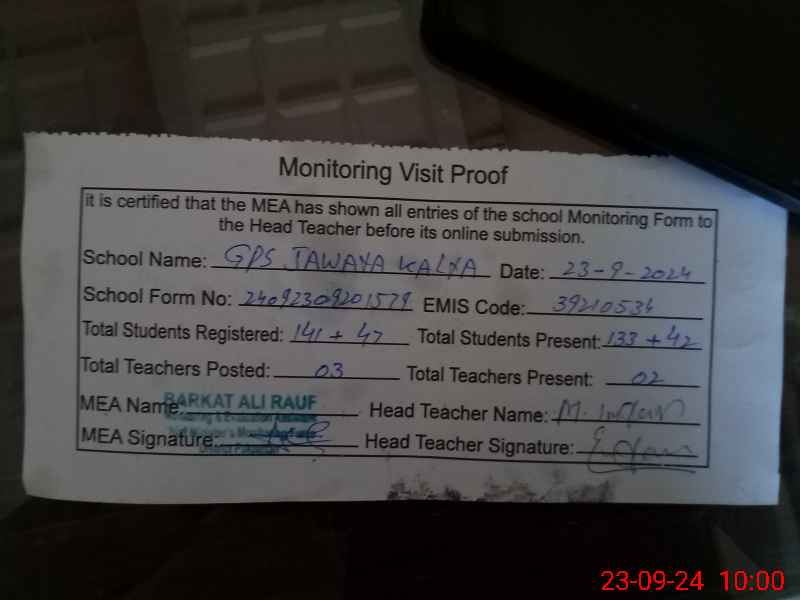 Monitoring Visit Proof
it is certified that the MEA has shown all entries of the school Monitoring Form to
the Head Teacher before its online submission.
School Name: GPS JAWAYA KALYA Date: 23-9-2024
School Form No: 24092309201579 EMIS Code: 39210534
Total Students Registered: 141 + 47 Total Students Present: 133 + 42
Total Teachers Posted: 03 Total Teachers Present: 02
MEA Name: BARKAT ALI RAUF Head Teacher Name: M.
MEA Signature: Head Teacher Signature:
23-09-24 10:00